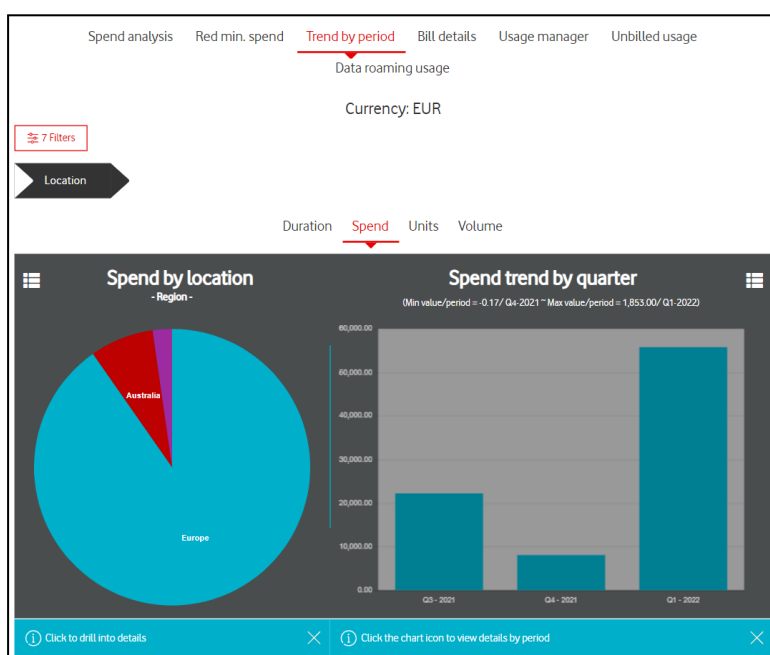 Spend analysis Red min. spend Trend by period Bill details Usage manager Unbilled usage
Data roaming usage
Currency: EUR
7 Filters
Location
Duration Spend Units Volume
Spend by location
- Region -
Australia
Europe
Spend trend by quarter
(Min value/period = -0.17/ Q4-2021 ~ Max value/period = 1,853.00/ Q1-2022)
60,000.00
50,000.00
40,000.00
30,000.00
20,000.00
10,000.00
0.00
Q3 - 2021 Q4 - 2021 Q1 - 2022
Click to drill into details
Click the chart icon to view details by period